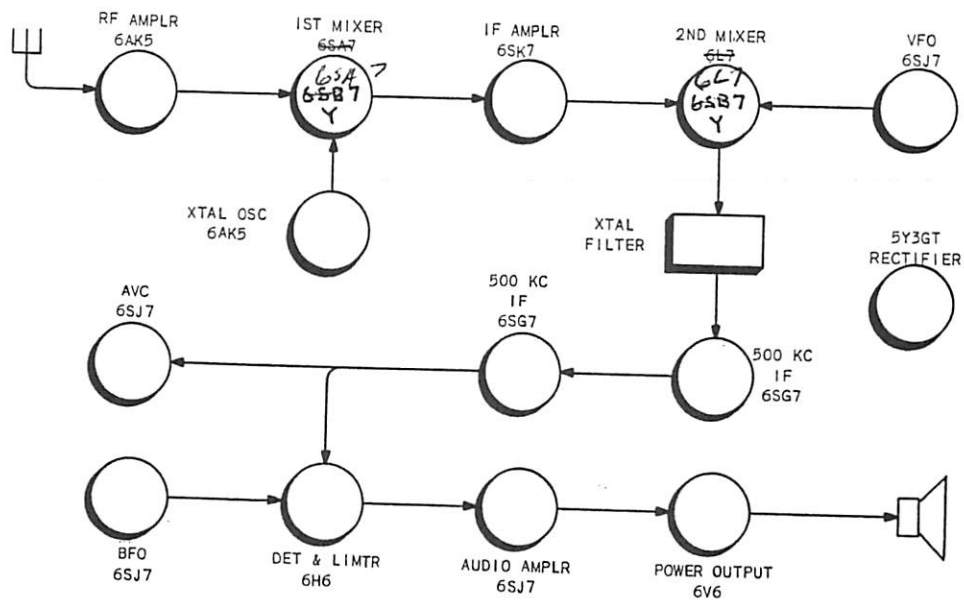 RF AMPLR
6AK5
1ST MIXER
6SA7
6SA7
6SB7
Y
IF AMPLR
6SK7
2ND MIXER
6L7
6L7
6SB7
Y
VFO
6SJ7
XTAL OSC
6AK5
XTAL
FILTER
5Y3GT
RECTIFIER
AVC
6SJ7
500 KC
IF
6SG7
500 KC
IF
6SG7
BFO
6SJ7
DET & LIMTR
6H6
AUDIO AMPLR
6SJ7
POWER OUTPUT
6V6